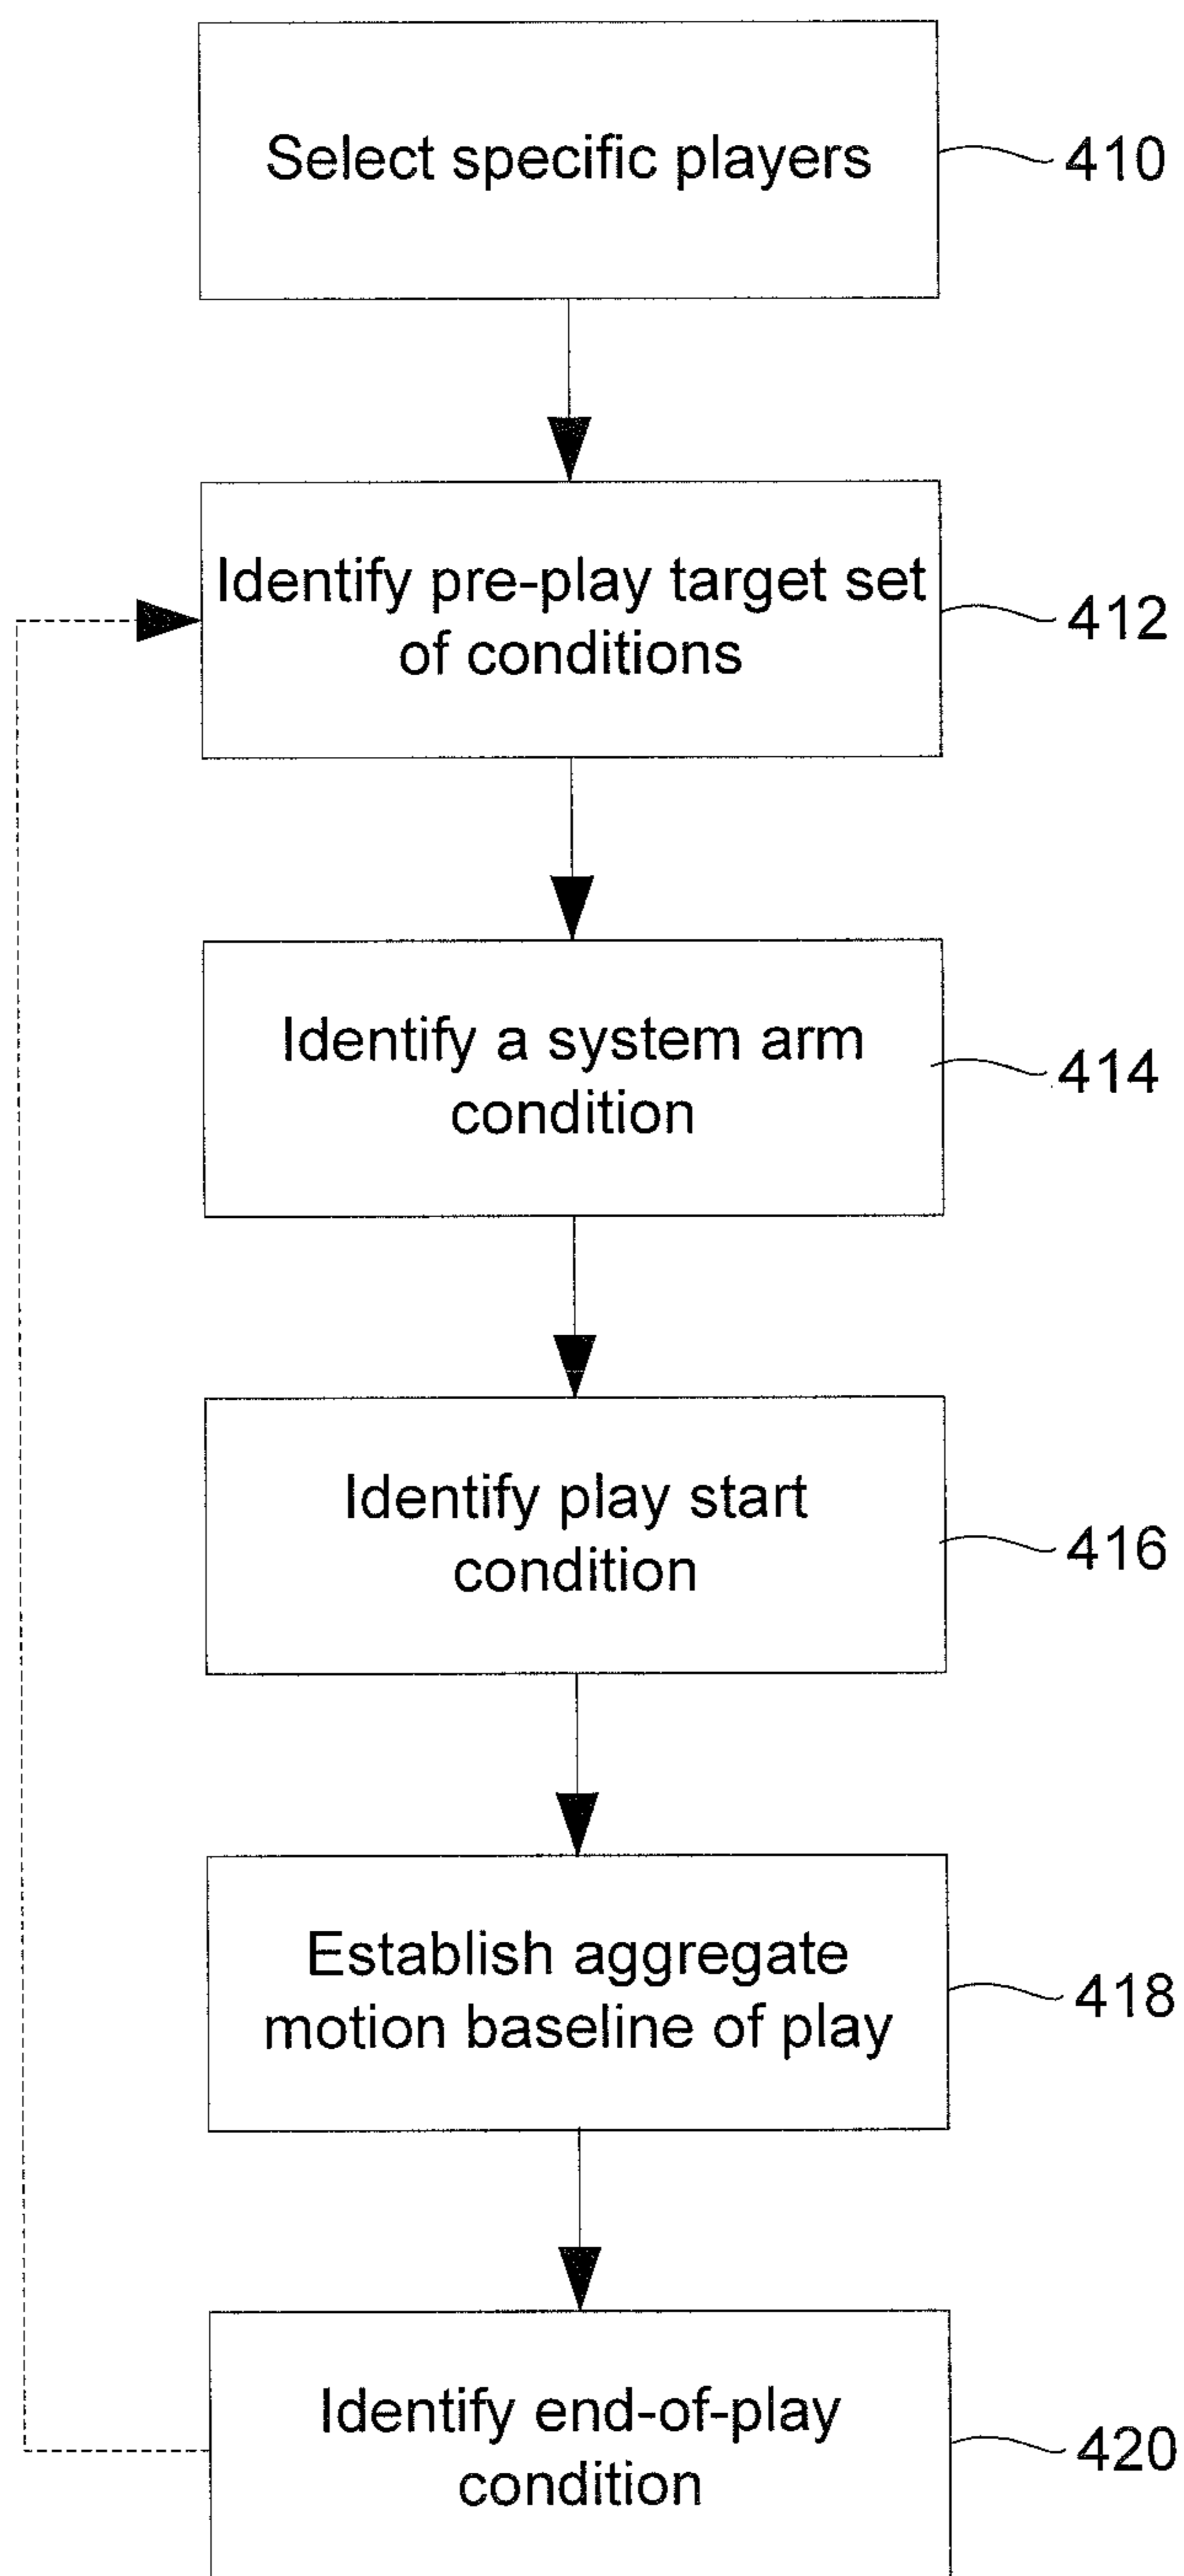 Select specific players
410
Identify pre-play target set
of conditions
412
Identify a system arm
condition
414
Identify play start
condition
416
Establish aggregate
motion baseline of play
418
Identify end-of-play
condition
420